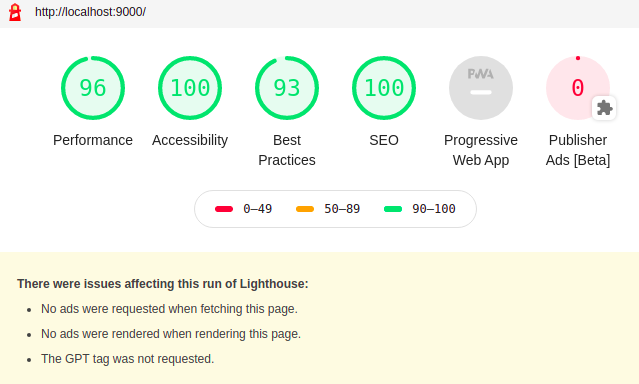 http://localhost:9000/
96 100 93 100 PWA 0
Performance Accessibility Best Practices SEO Progressive Web App Publisher Ads [Beta]
0–49 50–89 90–100
There were issues affecting this run of Lighthouse:
• No ads were requested when fetching this page.
• No ads were rendered when rendering this page.
• The GPT tag was not requested.